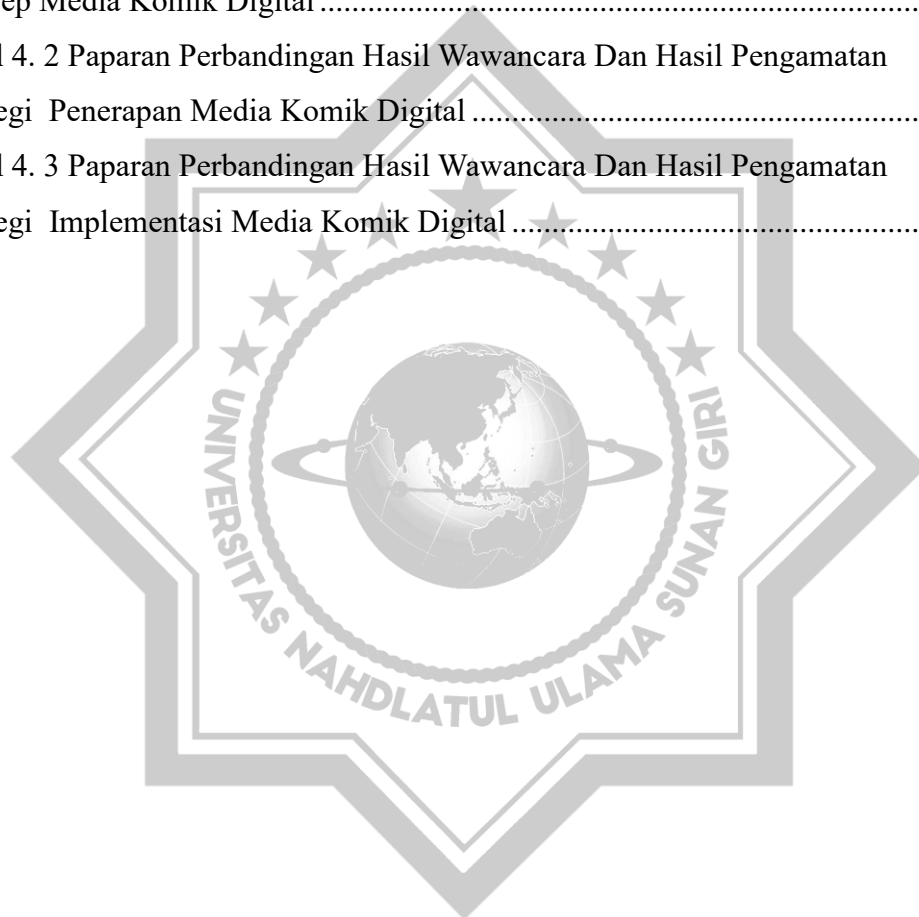 ep Media Komik Digital ........................................................................
l 4. 2 Paparan Perbandingan Hasil Wawancara Dan Hasil Pengamatan
egi Penerapan Media Komik Digital .....................................................
l 4. 3 Paparan Perbandingan Hasil Wawancara Dan Hasil Pengamatan
egi Implementasi Media Komik Digital ................................................
UNIVERSITAS NAHDLATUL ULAMA SUNAN GIRI